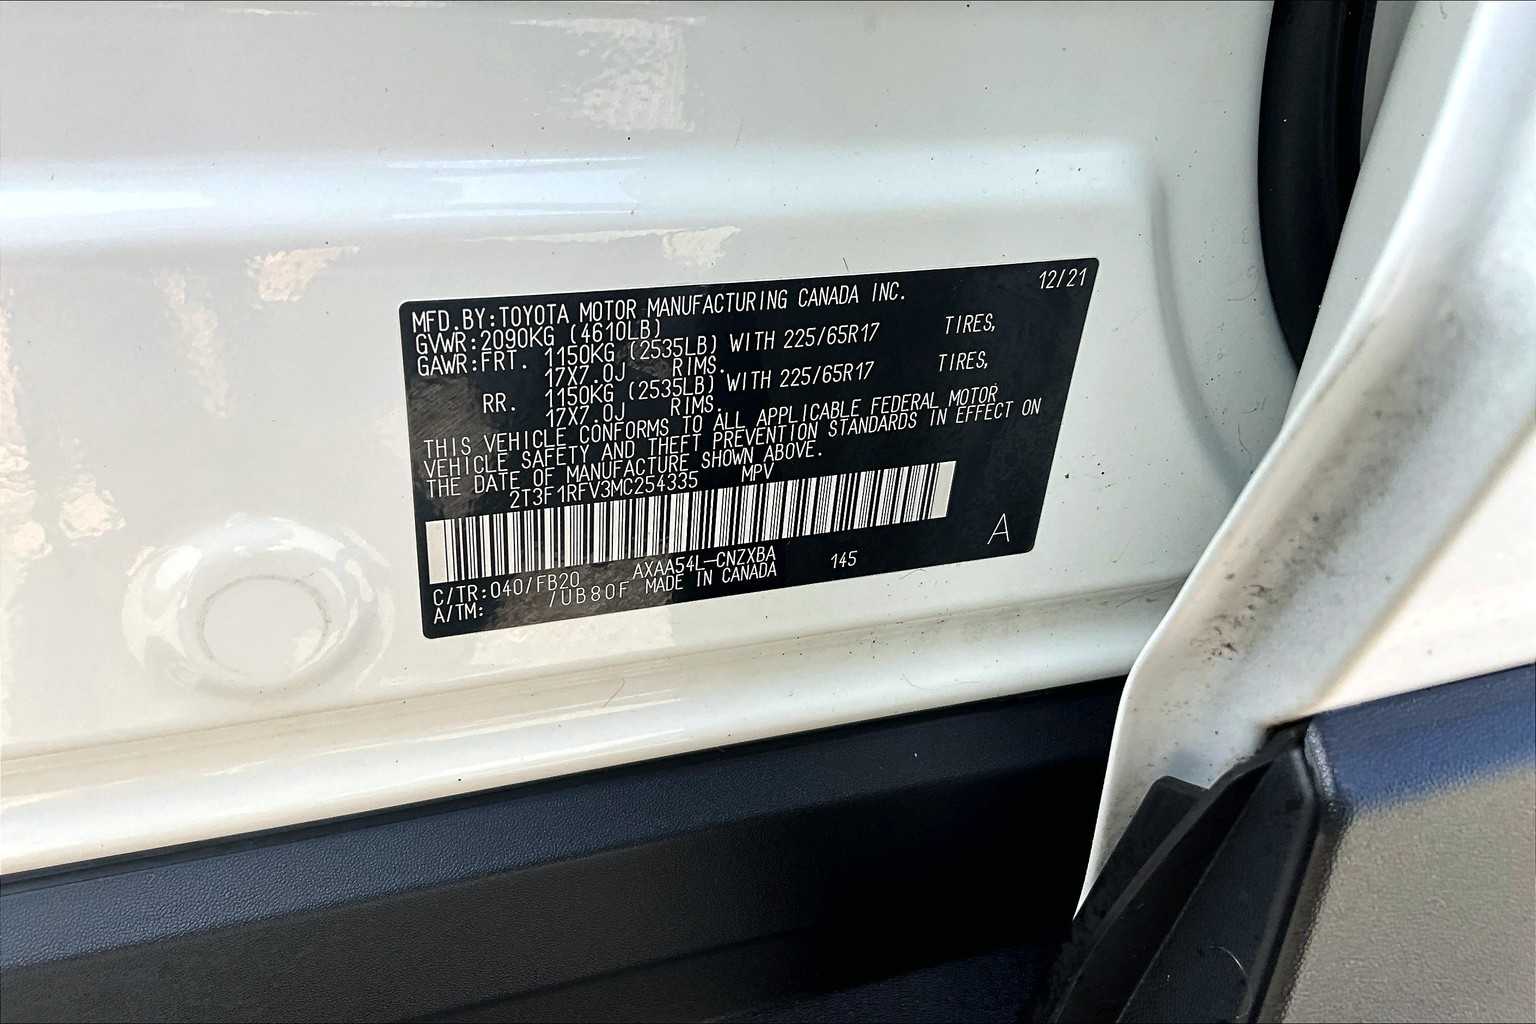 12/21
MFD.BY:TOYOTA MOTOR MANUFACTURING CANADA INC.
GVWR:2090KG (4610LB)
GAWR:FRT. 1150KG (2535LB) WITH 225/65R17 TIRES,
17X7.0J RIMS.
RR. 1150KG (2535LB) WITH 225/65R17 TIRES,
17X7.0J RIMS.
THIS VEHICLE CONFORMS TO ALL APPLICABLE FEDERAL MOTOR
VEHICLE SAFETY AND THEFT PREVENTION STANDARDS IN EFFECT ON
THE DATE OF MANUFACTURE SHOWN ABOVE.
2T3F1RFV3MC254335 MPV
A
C/TR:040/FB20 AXAA54L-CNZXBA 145
A/TM: /UB80F MADE IN CANADA